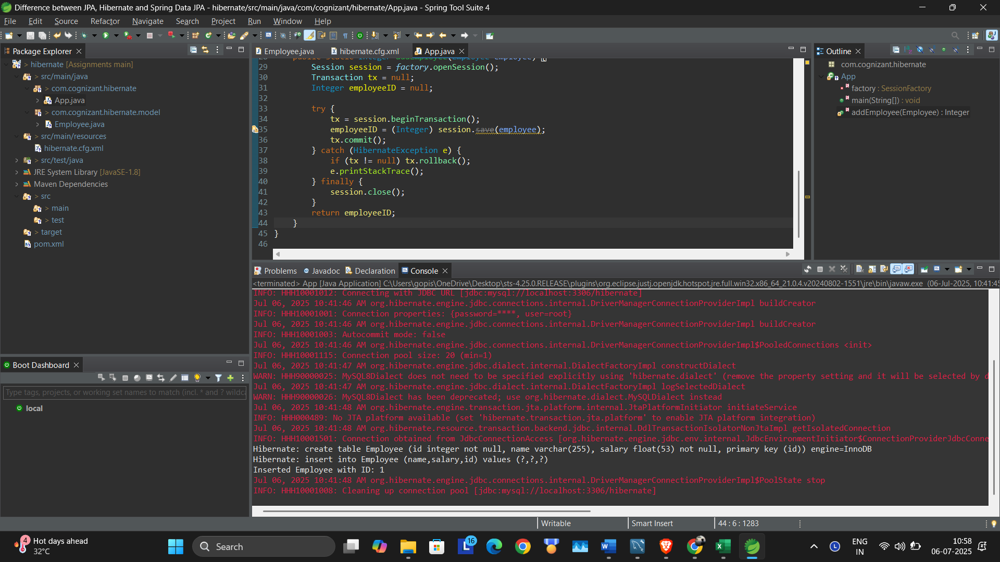 Difference between JPA, Hibernate and Spring Data JPA - hibernate/src/main/java/com/cognizant/hibernate/App.java - Spring Tool Suite 4
File Edit Source Refactor Navigate Search Project Run Window Help
Package Explorer
> hibernate [Assignments main]
> src/main/java
> com.cognizant.hibernate
App.java
> com.cognizant.hibernate.model
Employee.java
> src/main/resources
hibernate.cfg.xml
> src/test/java
JRE System Library [JavaSE-1.8]
Maven Dependencies
> src
> main
> test
> target
pom.xml
Boot Dashboard
Type tags, projects, or working set names to match (incl. * and ? wildca
local
Employee.java hibernate.cfg.xml App.java
28 public static Integer addEmployee(Employee employee) {
29 Session session = factory.openSession();
30 Transaction tx = null;
31 Integer employeeID = null;
32
33 try {
34 tx = session.beginTransaction();
35 employeeID = (Integer) session.save(employee);
36 tx.commit();
37 } catch (HibernateException e) {
38 if (tx != null) tx.rollback();
39 e.printStackTrace();
40 } finally {
41 session.close();
42 }
43 return employeeID;
44 }
45 }
46
Outline
com.cognizant.hibernate
App
factory : SessionFactory
main(String[]) : void
addEmployee(Employee) : Integer
Problems Javadoc Declaration Console
<terminated> App [Java Application] C:\Users\gopis\OneDrive\Desktop\sts-4.25.0.RELEASE\plugins\org.eclipse.justj.openjdk.hotspot.jre.full.win32.x86_64_21.0.4.v20240802-1551\jre\bin\javaw.exe (06-Jul-2025, 10:41:45
INFO: HHH10001012: Connecting with JDBC URL [jdbc:mysql://localhost:3306/hibernate]
Jul 06, 2025 10:41:46 AM org.hibernate.engine.jdbc.connections.internal.DriverManagerConnectionProviderImpl buildCreator
INFO: HHH10001001: Connection properties: {password=****, user=root}
Jul 06, 2025 10:41:46 AM org.hibernate.engine.jdbc.connections.internal.DriverManagerConnectionProviderImpl buildCreator
INFO: HHH10001003: Autocommit mode: false
Jul 06, 2025 10:41:46 AM org.hibernate.engine.jdbc.connections.internal.DriverManagerConnectionProviderImpl$PooledConnections <init>
INFO: HHH10001115: Connection pool size: 20 (min=1)
Jul 06, 2025 10:41:47 AM org.hibernate.engine.jdbc.dialect.internal.DialectFactoryImpl constructDialect
WARN: HHH90000025: MySQL8Dialect does not need to be specified explicitly using 'hibernate.dialect' (remove the property setting and it will be selected by d
Jul 06, 2025 10:41:47 AM org.hibernate.engine.jdbc.dialect.internal.DialectFactoryImpl logSelectedDialect
WARN: HHH90000026: MySQL8Dialect has been deprecated; use org.hibernate.dialect.MySQLDialect instead
Jul 06, 2025 10:41:48 AM org.hibernate.engine.transaction.jta.platform.internal.JtaPlatformInitiator initiateService
INFO: HHH000489: No JTA platform available (set 'hibernate.transaction.jta.platform' to enable JTA platform integration)
Jul 06, 2025 10:41:48 AM org.hibernate.resource.transaction.backend.jdbc.internal.DdlTransactionIsolatorNonJtaImpl getIsolatedConnection
INFO: HHH10001501: Connection obtained from JdbcConnectionAccess [org.hibernate.engine.jdbc.env.internal.JdbcEnvironmentInitiator$ConnectionProviderJdbcConne
Hibernate: create table Employee (id integer not null, name varchar(255), salary float(53) not null, primary key (id)) engine=InnoDB
Hibernate: insert into Employee (name,salary,id) values (?,?,?)
Inserted Employee with ID: 1
Jul 06, 2025 10:41:48 AM org.hibernate.engine.jdbc.connections.internal.DriverManagerConnectionProviderImpl$PoolState stop
INFO: HHH10001008: Cleaning up connection pool [jdbc:mysql://localhost:3306/hibernate]
Writable Smart Insert 44 : 6 : 1283
4
Hot days ahead
32°C
Search
16
ENG
IN
10:58
06-07-2025